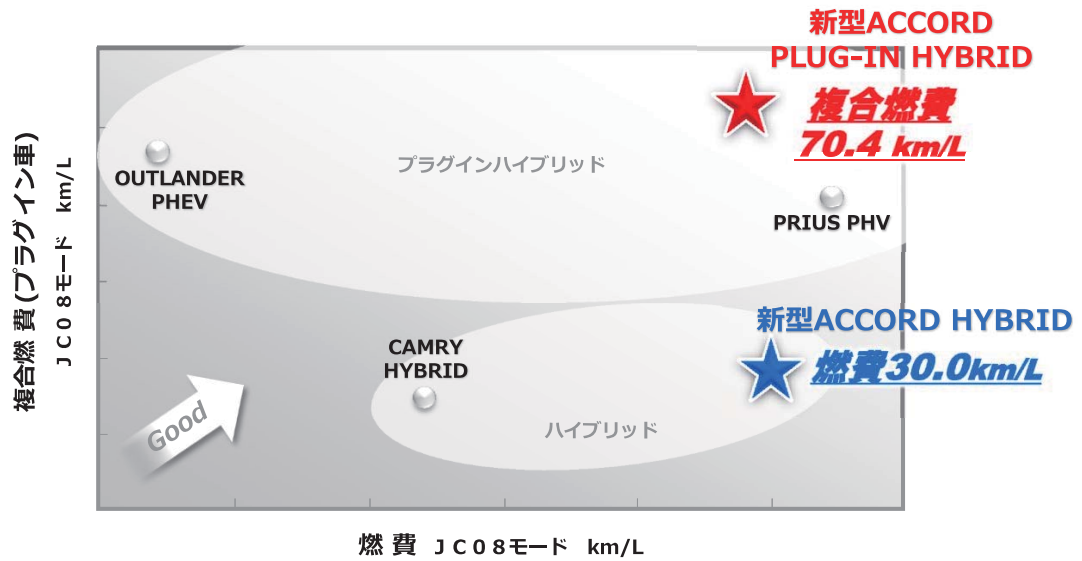 新型ACCORD
PLUG-IN HYBRID
複合燃費
70.4 km/L
プラグインハイブリッド
OUTLANDER
PHEV
PRIUS PHV
複合燃費(プラグイン車)
ＪＣ０８モード km/L
新型ACCORD HYBRID
燃費30.0km/L
CAMRY
HYBRID
Good
ハイブリッド
燃費 ＪＣ０８モード km/L